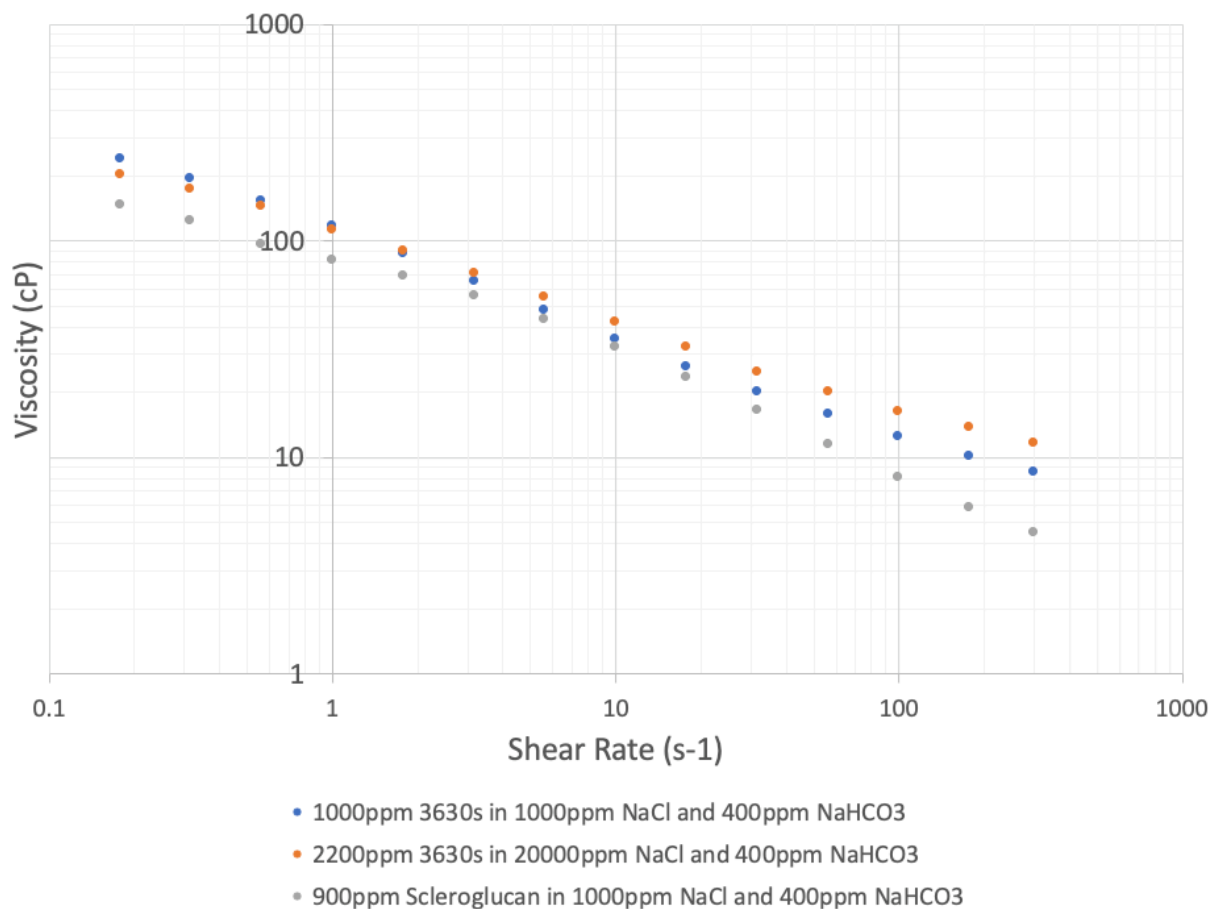 1000
100
10
1
Viscosity (cP)
0.1
1
10
100
1000
Shear Rate (s-1)
1000ppm 3630s in 1000ppm NaCl and 400ppm NaHCO3
2200ppm 3630s in 20000ppm NaCl and 400ppm NaHCO3
900ppm Scleroglucan in 1000ppm NaCl and 400ppm NaHCO3